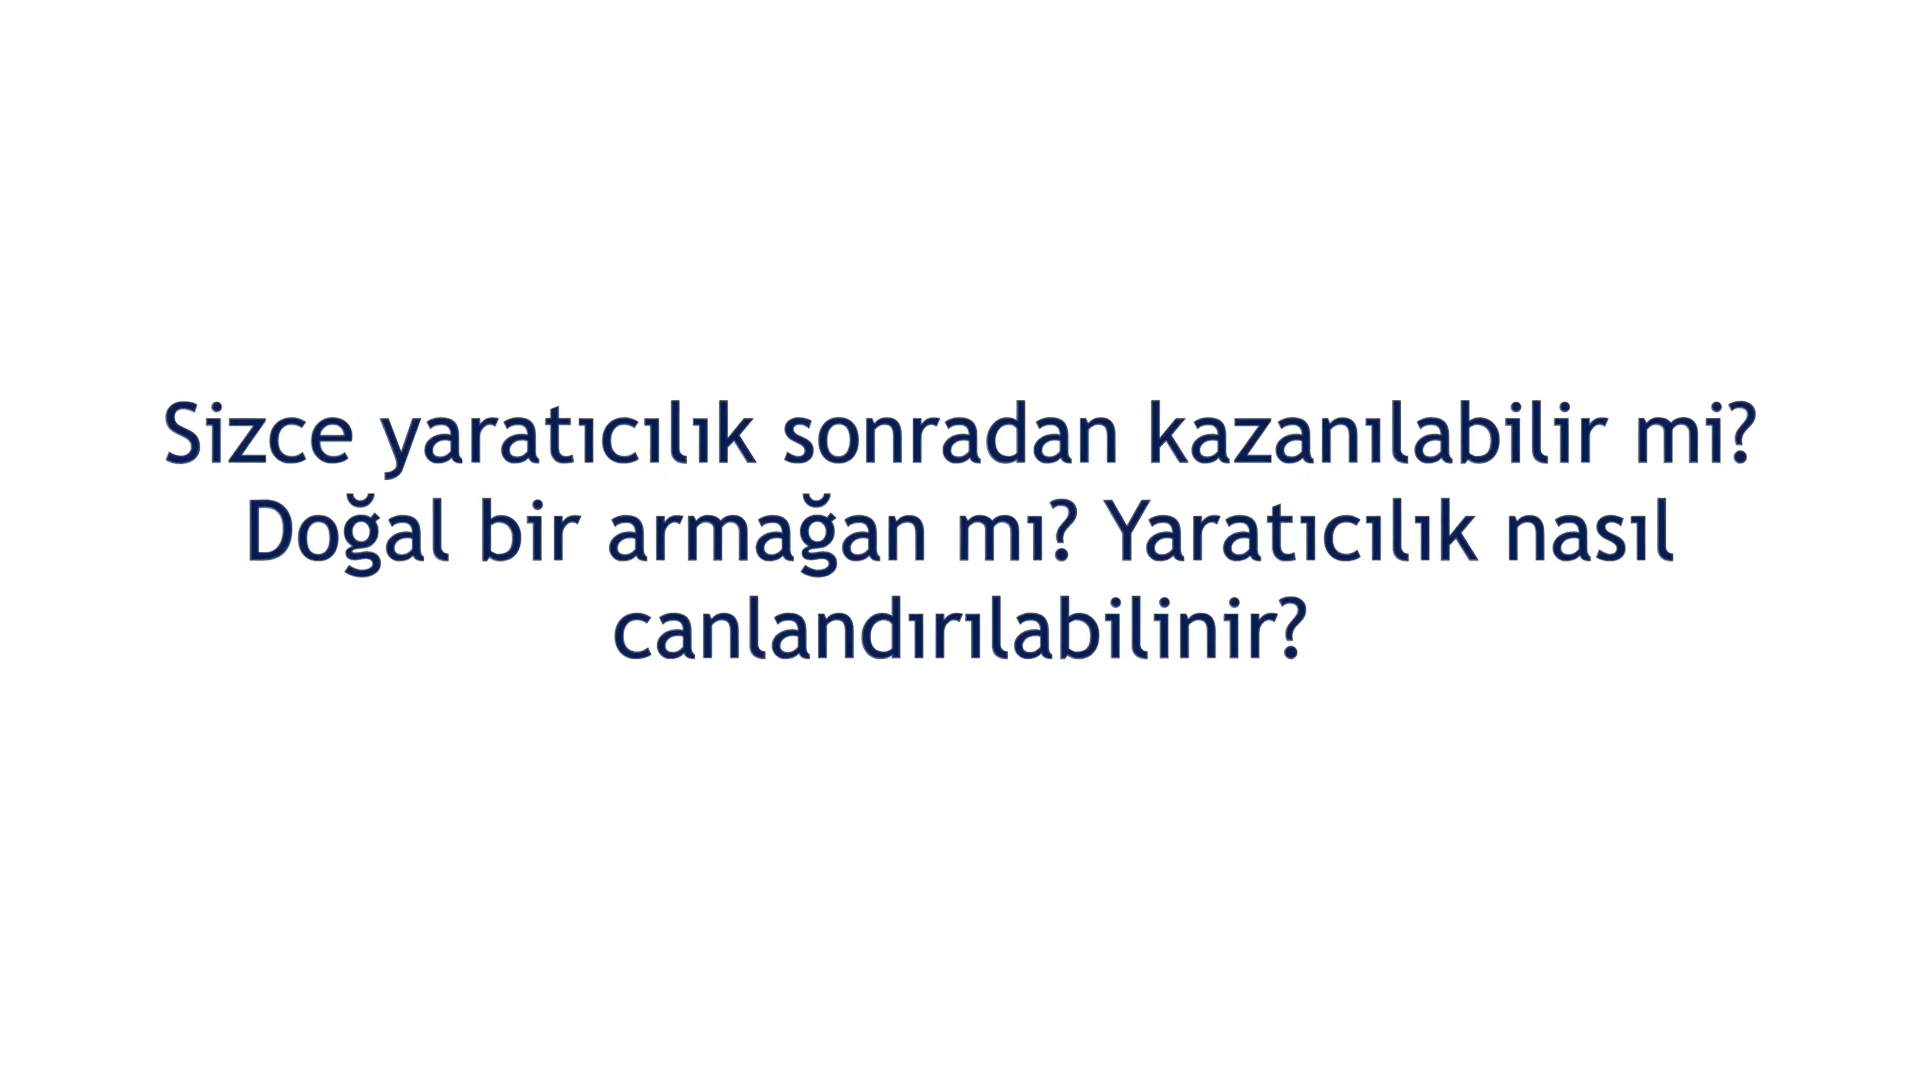 Sizce yaratıcılık sonradan kazanılabilir mi?
Doğal bir armağan mı? Yaratıcılık nasıl
canlandırılabilinir?